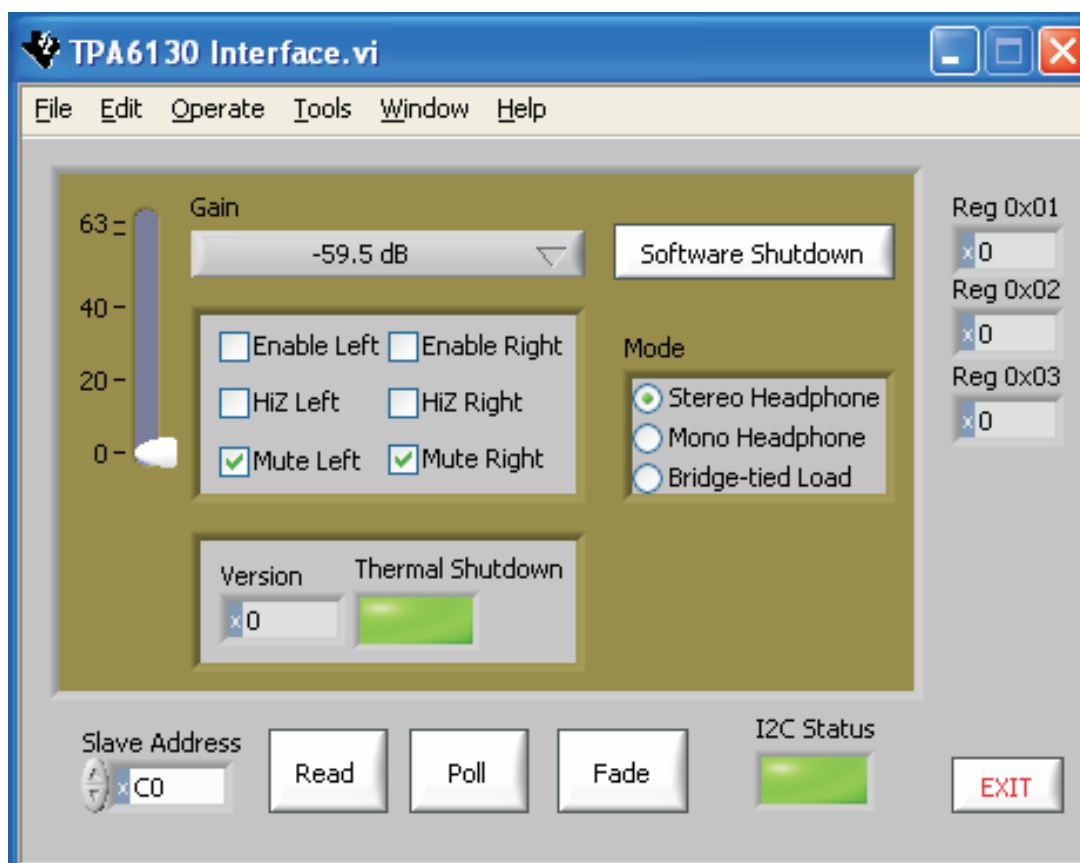 TPA6130 Interface.vi
File Edit Operate Tools Window Help
63
40
20
0
Gain
-59.5 dB
Software Shutdown
Enable Left Enable Right
HiZ Left HiZ Right
Mute Left Mute Right
Mode
Stereo Headphone
Mono Headphone
Bridge-tied Load
Version
x 0
Thermal Shutdown
Reg 0x01
x 0
Reg 0x02
x 0
Reg 0x03
x 0
Slave Address
x C0
Read
Poll
Fade
I2C Status
EXIT